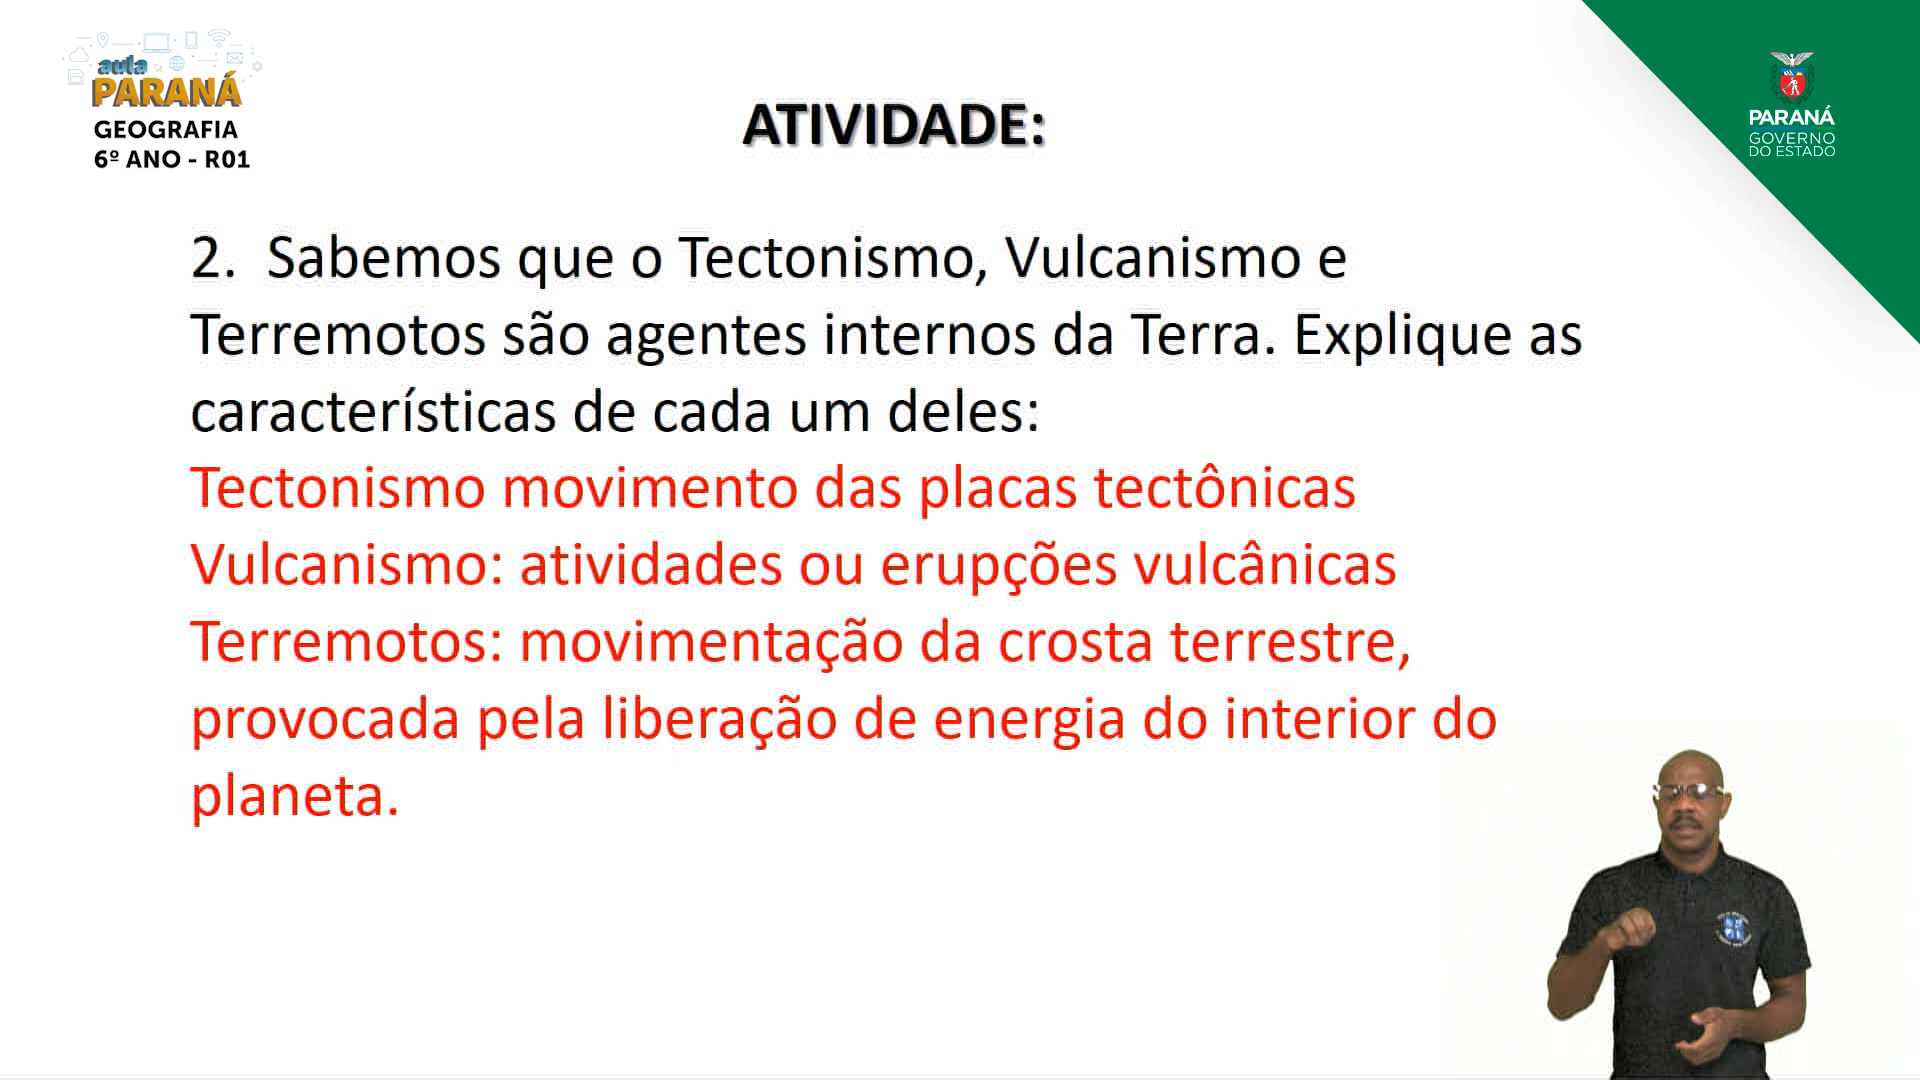 aula
PARANÁ
GEOGRAFIA
6º ANO - R01
ATIVIDADE:
PARANÁ
GOVERNO
DO ESTADO
2. Sabemos que o Tectonismo, Vulcanismo e
Terremotos são agentes internos da Terra. Explique as
características de cada um deles:
Tectonismo movimento das placas tectônicas
Vulcanismo: atividades ou erupções vulcânicas
Terremotos: movimentação da crosta terrestre,
provocada pela liberação de energia do interior do
planeta.